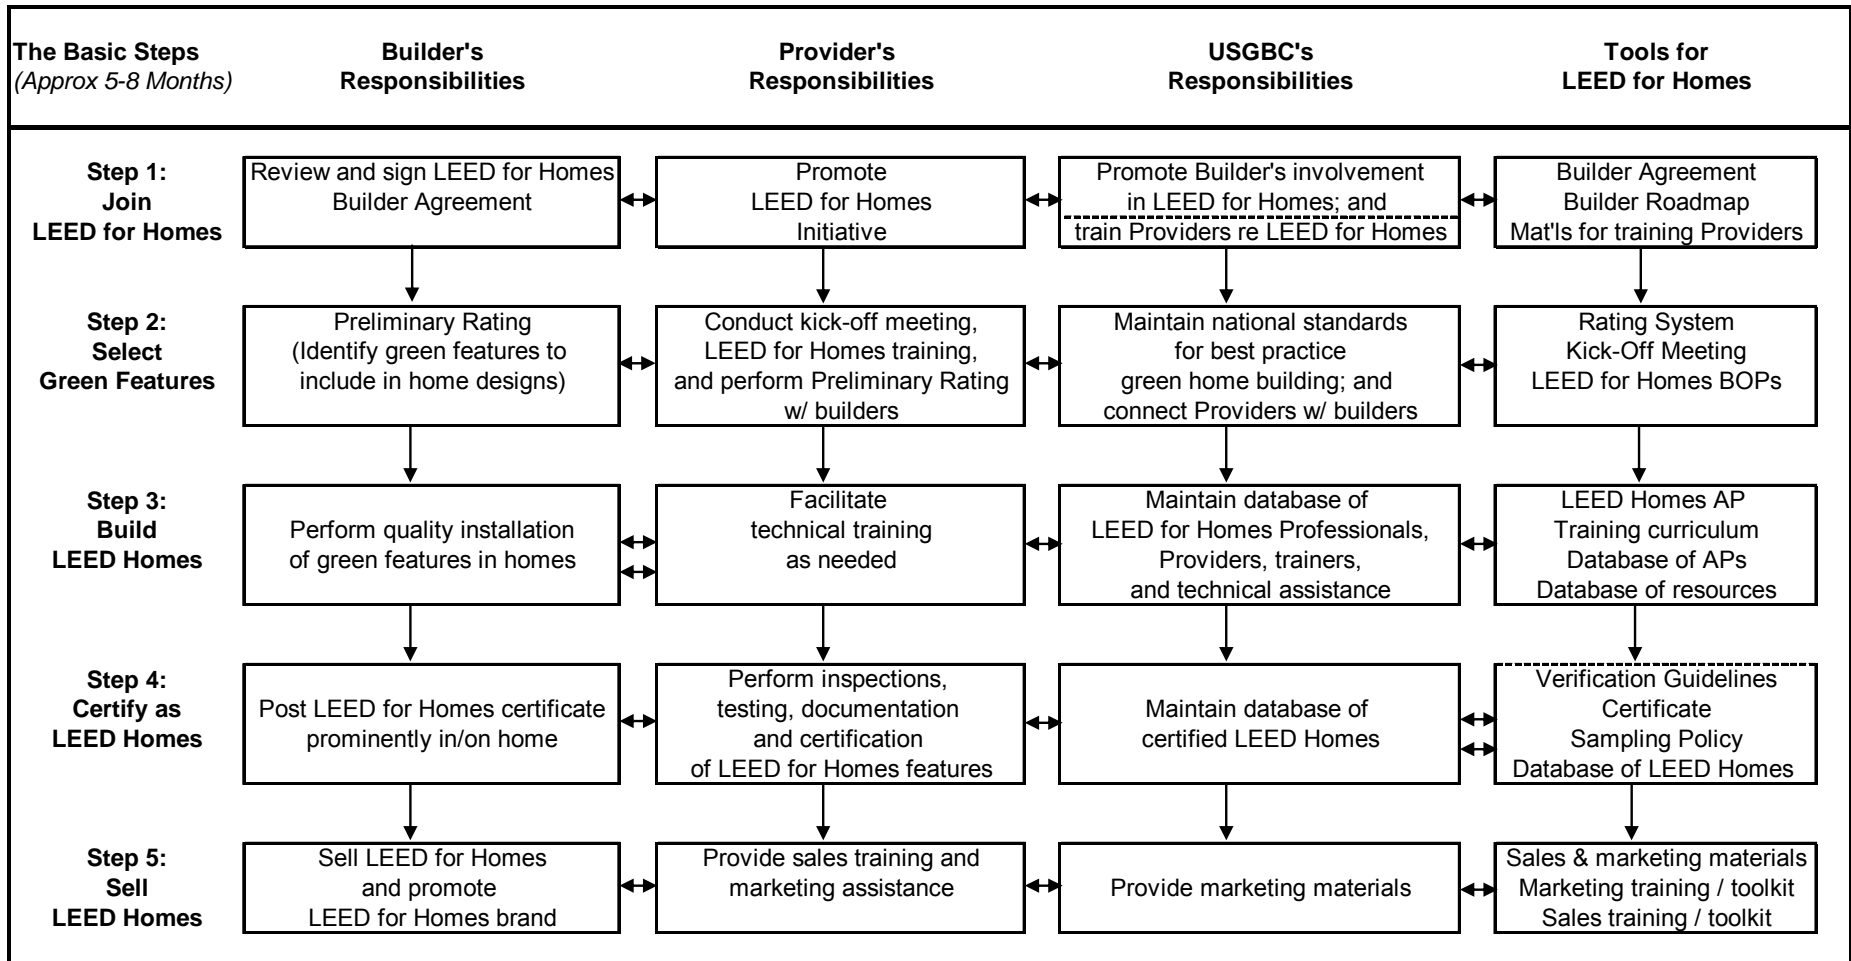 The Basic Steps
(Approx 5-8 Months)
Builder's
Responsibilities
Provider's
Responsibilities
USGBC's
Responsibilities
Tools for
LEED for Homes
Step 1:
Join
LEED for Homes
Review and sign LEED for Homes
Builder Agreement
Promote
LEED for Homes
Initiative
Promote Builder's involvement
in LEED for Homes; and
train Providers re LEED for Homes
Builder Agreement
Builder Roadmap
Mat'ls for training Providers
Step 2:
Select
Green Features
Preliminary Rating
(Identify green features to
include in home designs)
Conduct kick-off meeting,
LEED for Homes training,
and perform Preliminary Rating
w/ builders
Maintain national standards
for best practice
green home building; and
connect Providers w/ builders
Rating System
Kick-Off Meeting
LEED for Homes BOPs
Step 3:
Build
LEED Homes
Perform quality installation
of green features in homes
Facilitate
technical training
as needed
Maintain database of
LEED for Homes Professionals,
Providers, trainers,
and technical assistance
LEED Homes AP
Training curriculum
Database of APs
Database of resources
Step 4:
Certify as
LEED Homes
Post LEED for Homes certificate
prominently in/on home
Perform inspections,
testing, documentation
and certification
of LEED for Homes features
Maintain database of
certified LEED Homes
Verification Guidelines
Certificate
Sampling Policy
Database of LEED Homes
Step 5:
Sell
LEED Homes
Sell LEED for Homes
and promote
LEED for Homes brand
Provide sales training and
marketing assistance
Provide marketing materials
Sales & marketing materials
Marketing training / toolkit
Sales training / toolkit